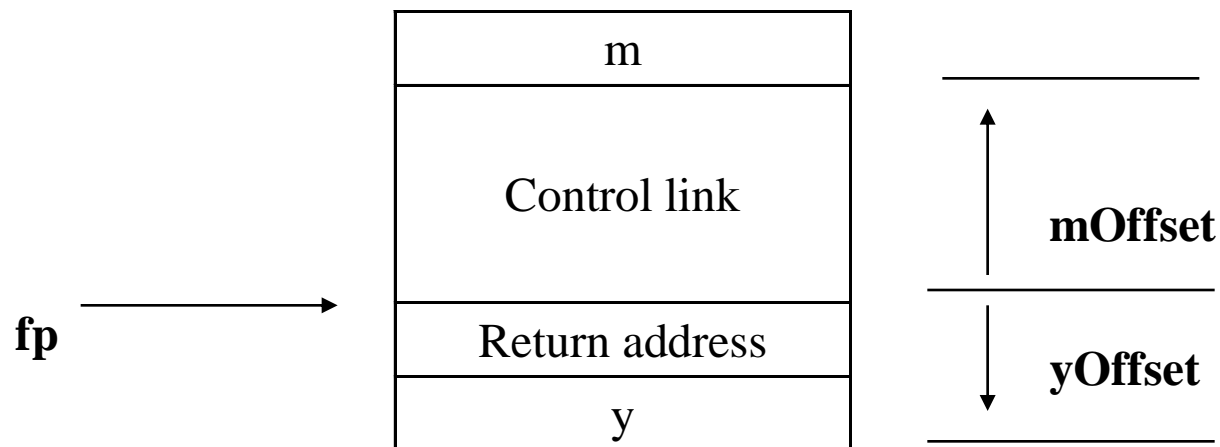 m
Control link
mOffset
fp
Return address
yOffset
y